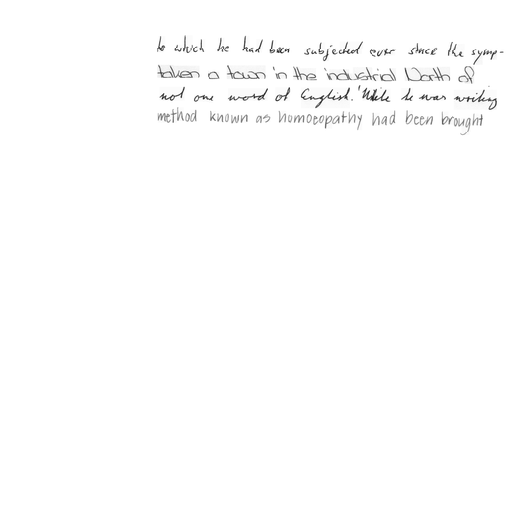 to which he had been subjected ever since the symp-
taken a town in the industrial North of
not one word of English.' While he was writing
method known as homoeopathy had been brought